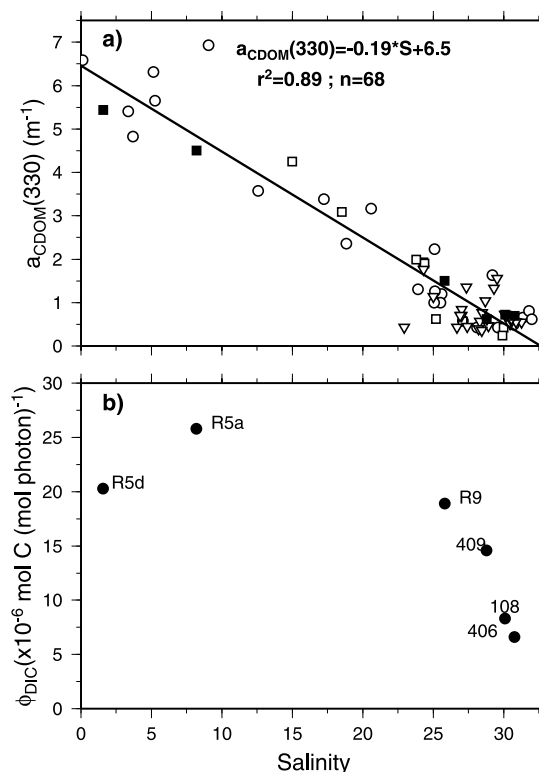 a)
a_CDOM(330)=-0.19*S+6.5
r²=0.89 ; n=68
7
6
5
4
3
2
1
0
a_CDOM(330) (m⁻¹)
b)
30
25
20
15
10
5
0
ϕ_DIC(x10⁻⁶ mol C (mol photon)⁻¹)
R5a
R5d
R9
409
108
406
0 5 10 15 20 25 30
Salinity